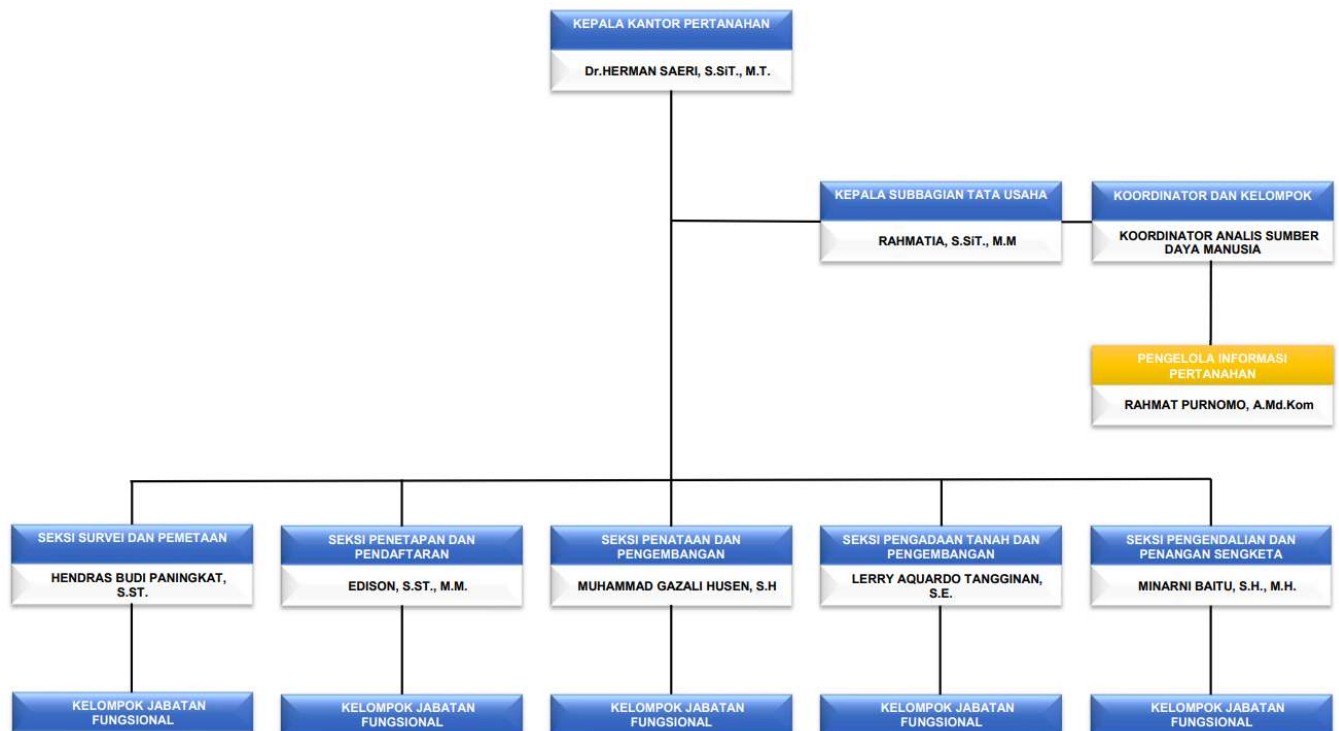 KEPALA KANTOR PERTANAHAN
Dr.HERMAN SAERI, S.SiT., M.T.
KEPALA SUBBAGIAN TATA USAHA
RAHMATIA, S.SiT., M.M
KOORDINATOR DAN KELOMPOK
KOORDINATOR ANALIS SUMBER
DAYA MANUSIA
PENGELOLA INFORMASI
PERTANAHAN
RAHMAT PURNOMO, A.Md.Kom
SEKSI SURVEI DAN PEMETAAN
HENDRAS BUDI PANINGKAT,
S.ST.
SEKSI PENETAPAN DAN
PENDAFTARAN
EDISON, S.ST., M.M.
SEKSI PENATAAN DAN
PENGEMBANGAN
MUHAMMAD GAZALI HUSEN, S.H
SEKSI PENGADAAN TANAH DAN
PENGEMBANGAN
LERRY AQUARDO TANGGINAN,
S.E.
SEKSI PENGENDALIAN DAN
PENANGAN SENGKETA
MINARNI BAITU, S.H., M.H.
KELOMPOK JABATAN
FUNGSIONAL
KELOMPOK JABATAN
FUNGSIONAL
KELOMPOK JABATAN
FUNGSIONAL
KELOMPOK JABATAN
FUNGSIONAL
KELOMPOK JABATAN
FUNGSIONAL